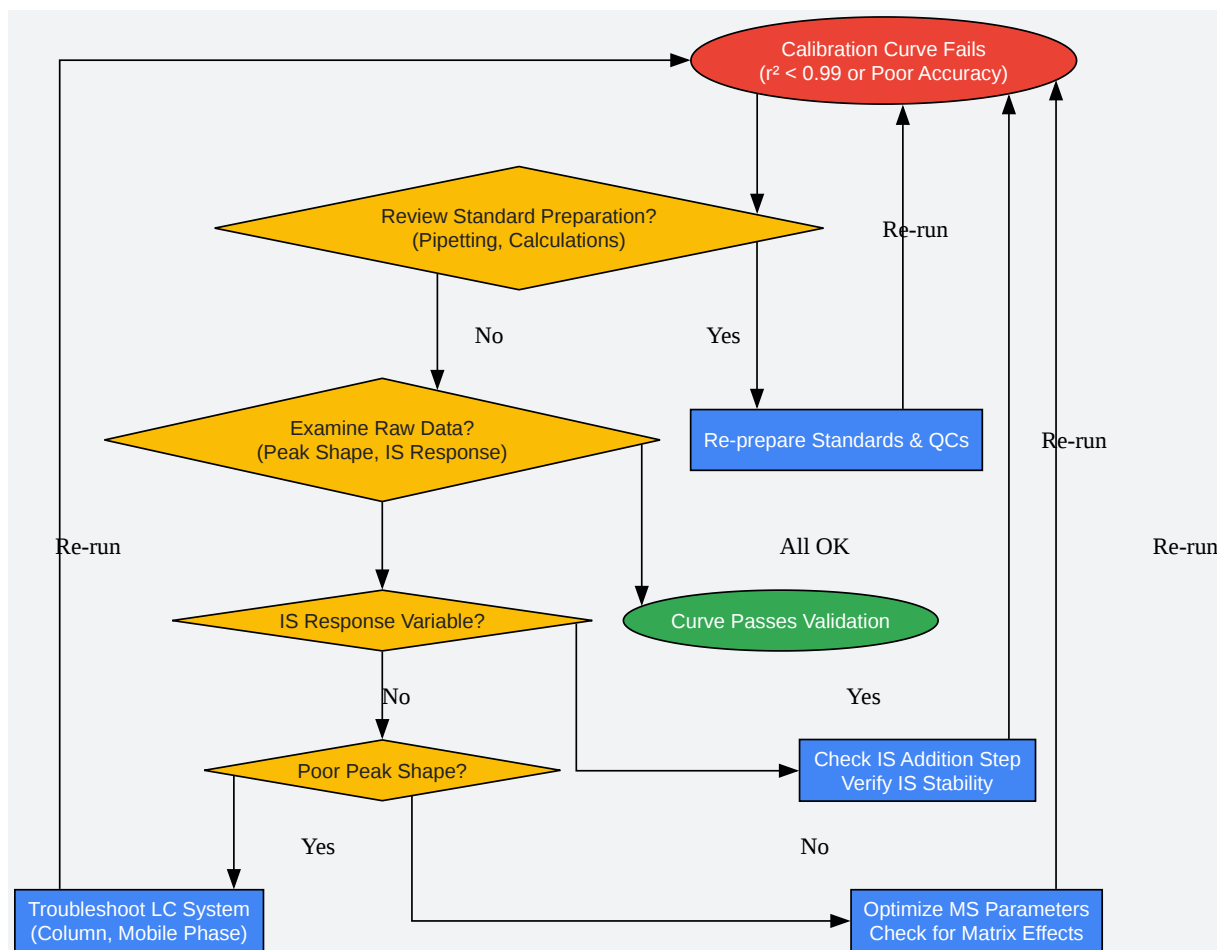 Calibration Curve Fails
(r² < 0.99 or Poor Accuracy)
Review Standard Preparation?
(Pipetting, Calculations)
Re-run
No
Yes
Examine Raw Data?
(Peak Shape, IS Response)
Re-prepare Standards & QCs
Re-run
Re-run
All OK
Re-run
IS Response Variable?
Curve Passes Validation
No
Yes
Poor Peak Shape?
Check IS Addition Step
Verify IS Stability
Yes
No
Troubleshoot LC System
(Column, Mobile Phase)
Optimize MS Parameters
Check for Matrix Effects